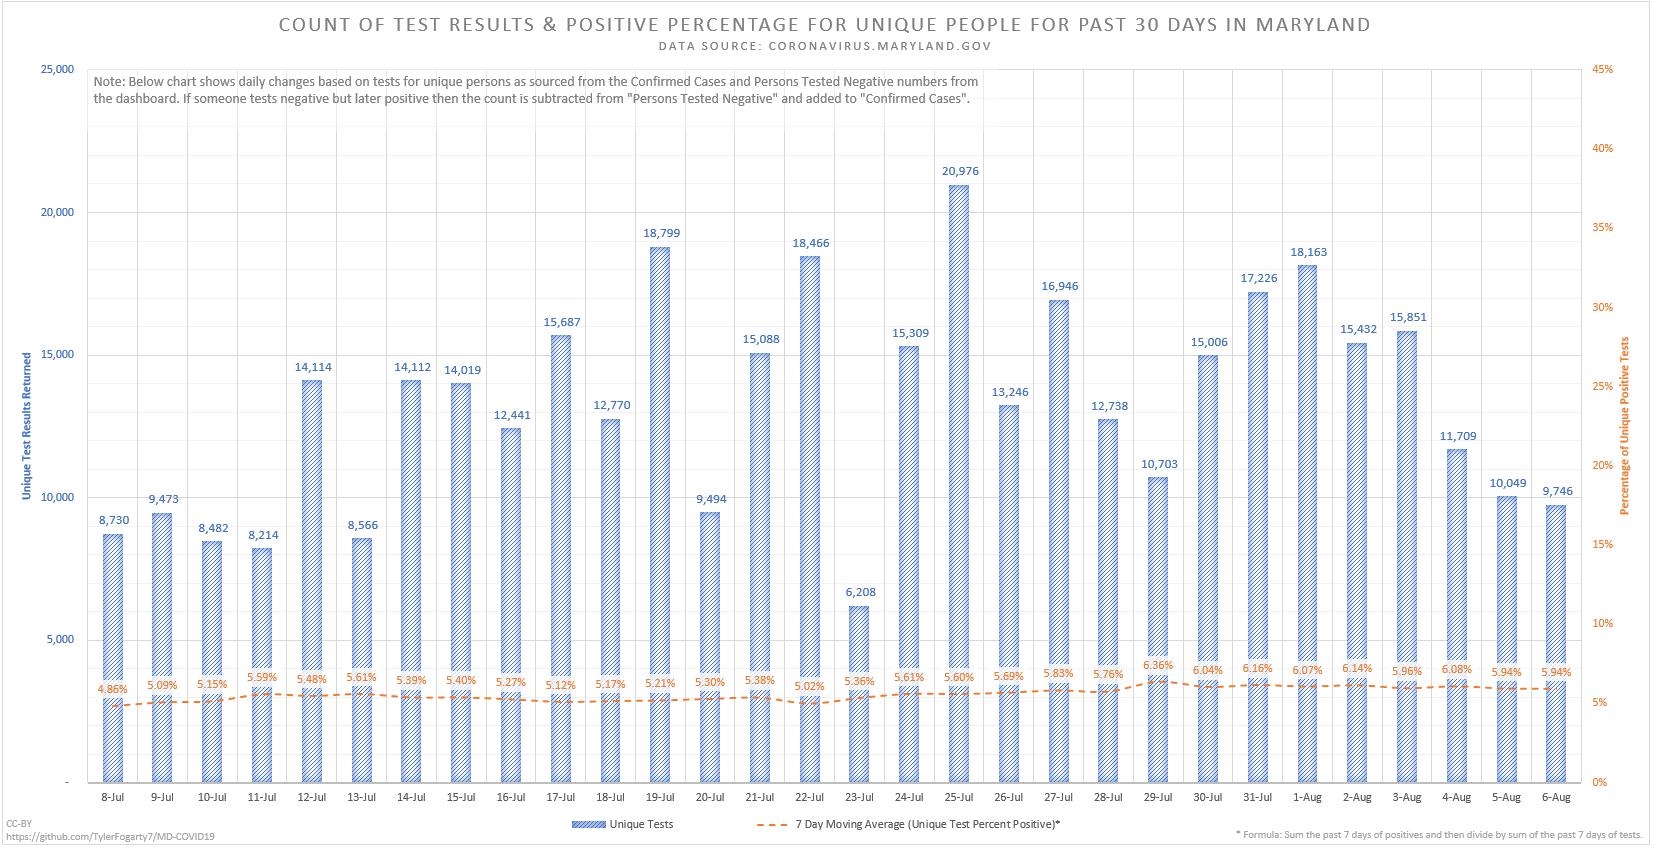 COUNT OF TEST RESULTS & POSITIVE PERCENTAGE FOR UNIQUE PEOPLE FOR PAST 30 DAYS IN MARYLAND
DATA SOURCE: CORONAVIRUS.MARYLAND.GOV
Note: Below chart shows daily changes based on tests for unique persons as sourced from the Confirmed Cases and Persons Tested Negative numbers from
the dashboard. If someone tests negative but later positive then the count is subtracted from "Persons Tested Negative" and added to "Confirmed Cases".
Unique Test Results Returned
25,000
20,000
15,000
10,000
5,000
-
8,730 9,473 8,482 8,214 14,114 8,566 14,112 14,019 12,441 15,687 12,770 18,799 9,494 15,088 18,466 6,208 15,309 20,976 13,246 16,946 12,738 10,703 15,006 17,226 18,163 15,432 15,851 11,709 10,049 9,746
4.86% 5.09% 5.15% 5.59% 5.48% 5.61% 5.39% 5.40% 5.27% 5.12% 5.17% 5.21% 5.30% 5.38% 5.02% 5.36% 5.61% 5.60% 5.69% 5.83% 5.76% 6.36% 6.04% 6.16% 6.07% 6.14% 5.96% 6.08% 5.94% 5.94%
45%
40%
35%
30%
25%
20%
15%
10%
5%
0%
Percentage of Unique Positive Tests
8-Jul 9-Jul 10-Jul 11-Jul 12-Jul 13-Jul 14-Jul 15-Jul 16-Jul 17-Jul 18-Jul 19-Jul 20-Jul 21-Jul 22-Jul 23-Jul 24-Jul 25-Jul 26-Jul 27-Jul 28-Jul 29-Jul 30-Jul 31-Jul 1-Aug 2-Aug 3-Aug 4-Aug 5-Aug 6-Aug
Unique Tests 7 Day Moving Average (Unique Test Percent Positive)*
CC-BY
https://github.com/TylerFogarty7/MD-COVID19
* Formula: Sum the past 7 days of positives and then divide by sum of the past 7 days of tests.